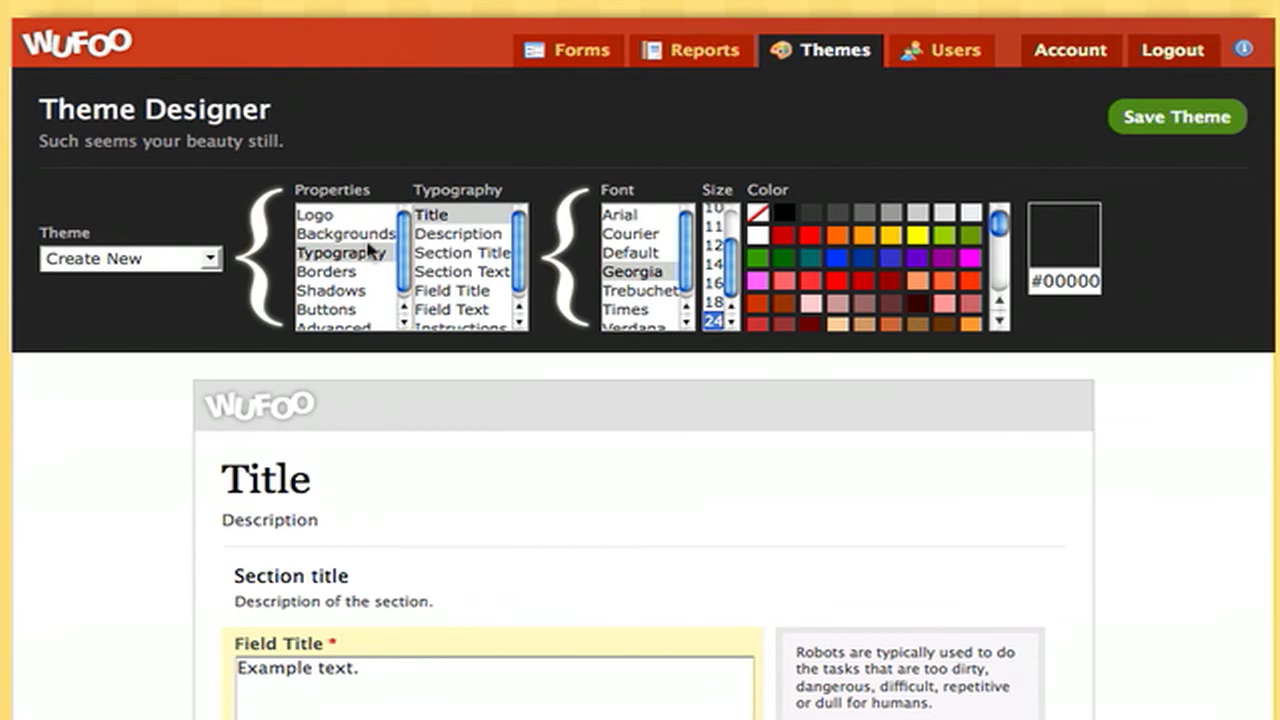 WUFOO
Forms
Reports
Themes
Users
Account
Logout
Theme Designer
Such seems your beauty still.
Save Theme
Theme
Create New
Properties
Logo
Backgrounds
Typography
Borders
Shadows
Buttons
Advanced
Typography
Title
Description
Section Title
Section Text
Field Title
Field Text
Instructions
Font
Arial
Courier
Default
Georgia
Trebuchet
Times
Verdana
Size
10
11
12
14
16
18
24
Color
#00000
WUFOO
Title
Description
Section title
Description of the section.
Field Title *
Example text.
Robots are typically used to do
the tasks that are too dirty,
dangerous, difficult, repetitive
or dull for humans.